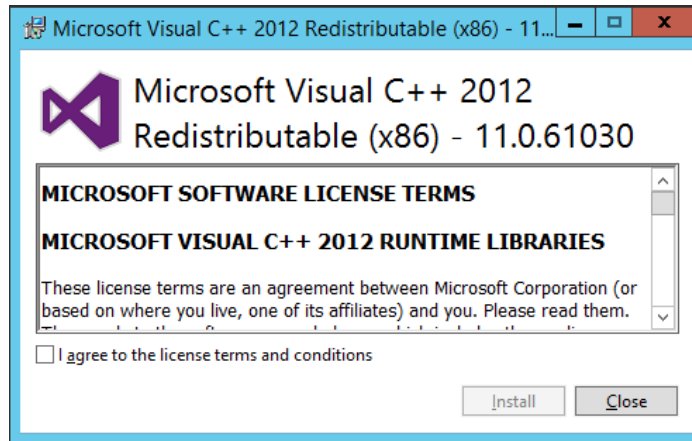 Microsoft Visual C++ 2012 Redistributable (x86) - 11...
Microsoft Visual C++ 2012
Redistributable (x86) - 11.0.61030
MICROSOFT SOFTWARE LICENSE TERMS
MICROSOFT VISUAL C++ 2012 RUNTIME LIBRARIES
These license terms are an agreement between Microsoft Corporation (or
based on where you live, one of its affiliates) and you. Please read them.
I agree to the license terms and conditions
Install
Close